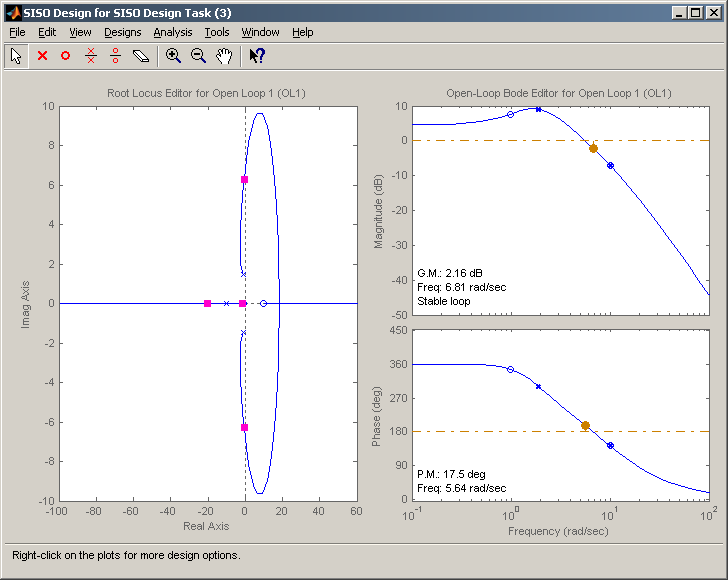 SISO Design for SISO Design Task (3)
File Edit View Designs Analysis Tools Window Help
Root Locus Editor for Open Loop 1 (OL1)
10
8
6
4
2
0
-2
-4
-6
-8
-10
Imag Axis
-100 -80 -60 -40 -20 0 20 40 60
Real Axis
Open-Loop Bode Editor for Open Loop 1 (OL1)
10
0
-10
-20
-30
-40
-50
Magnitude (dB)
G.M.: 2.16 dB
Freq: 6.81 rad/sec
Stable loop
450
360
270
180
90
0
Phase (deg)
P.M.: 17.5 deg
Freq: 5.64 rad/sec
10^-1 10^0 10^1 10^2
Frequency (rad/sec)
Right-click on the plots for more design options.